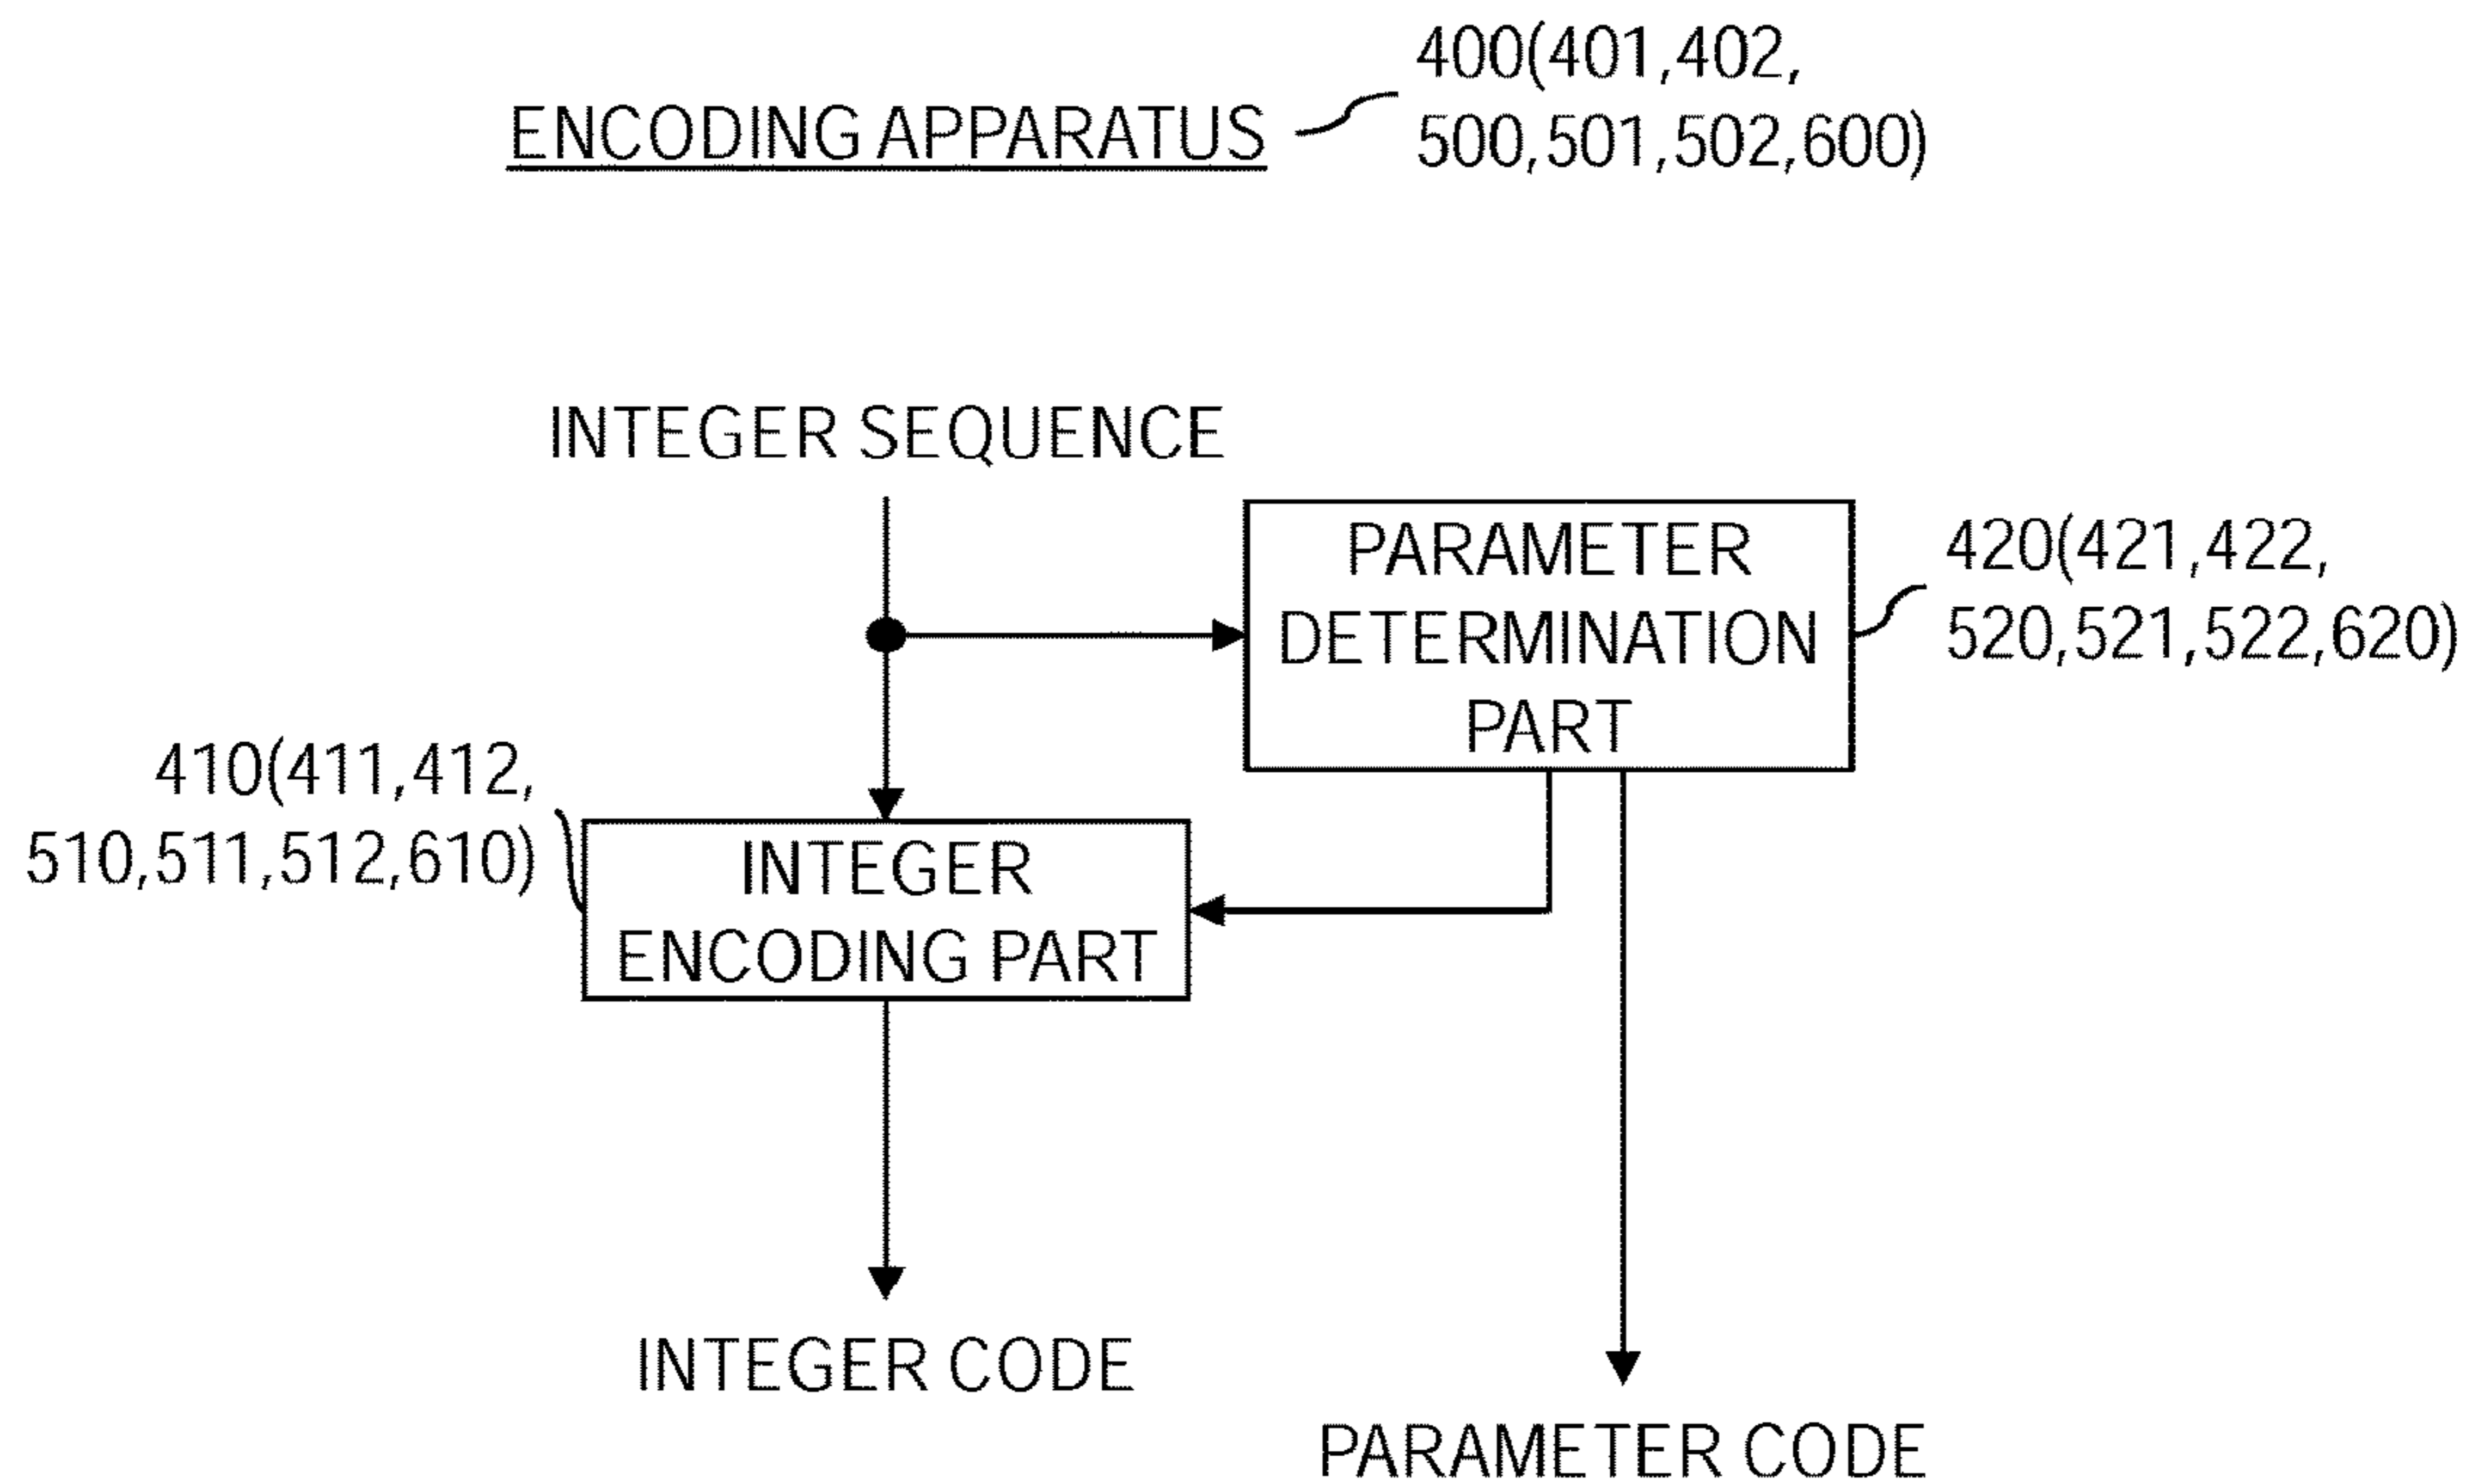 ENCODING APPARATUS
400(401,402,
500,501,502,600)
INTEGER SEQUENCE
PARAMETER
DETERMINATION
PART
420(421,422,
520,521,522,620)
410(411,412,
510,511,512,610)
INTEGER
ENCODING PART
INTEGER CODE
PARAMETER CODE